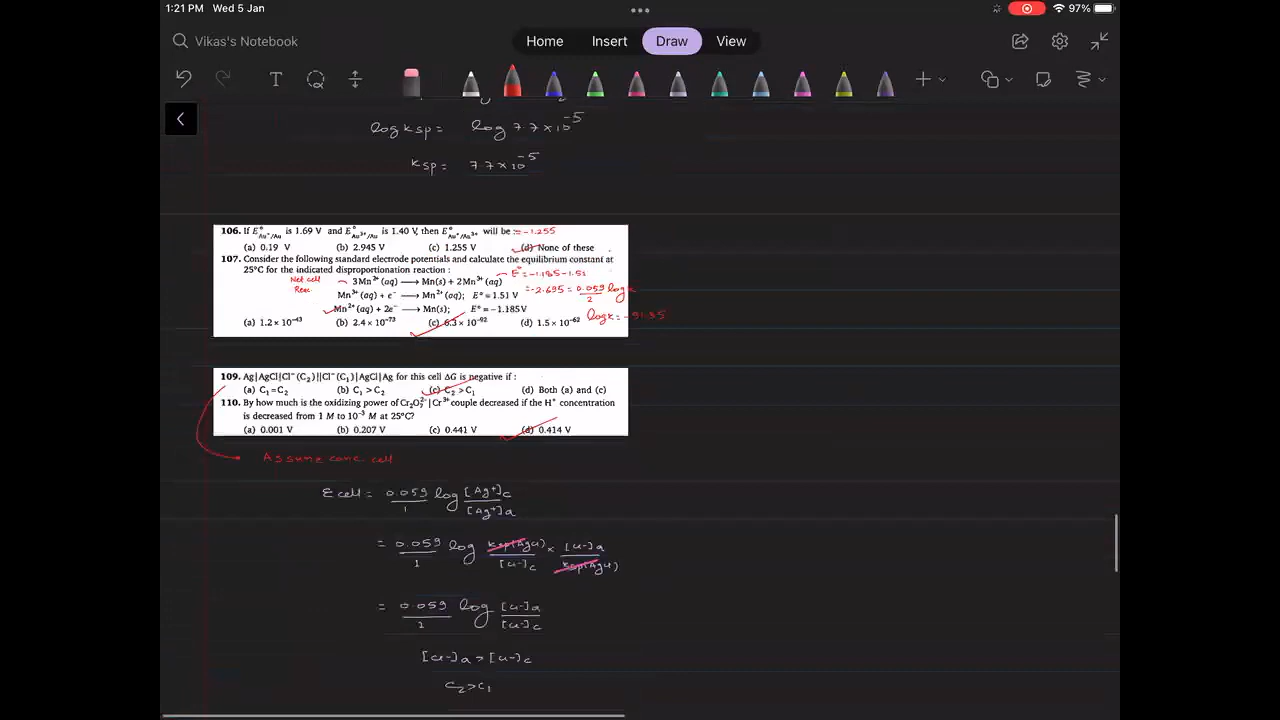 1:21 PM Wed 5 Jan
97%
Vikas's Notebook
Home Insert Draw View
log Ksp = log 7.7 × 10⁻⁵
Ksp = 7.7 × 10⁻⁵
106. If E°Au⁺/Au is 1.69 V and E°Au³⁺/Au is 1.40 V, then E°Au⁺/Au³⁺ will be : = -1.255
(a) 0.19 V (b) 2.945 V (c) 1.255 V (d) None of these
107. Consider the following standard electrode potentials and calculate the equilibrium constant at
25°C for the indicated disproportionation reaction :
Net cell
Reac
3Mn²⁺(aq) ⟶ Mn(s) + 2Mn³⁺(aq) E° = -1.185-1.51
Mn³⁺(aq) + e⁻ ⟶ Mn²⁺(aq); E° = 1.51 V
= -2.695 = 0.059/2 log K
Mn²⁺(aq) + 2e⁻ ⟶ Mn(s); E° = -1.185V
log K = -91.35
(a) 1.2 × 10⁻⁴³ (b) 2.4 × 10⁻⁷³ (c) 6.3 × 10⁻⁹² (d) 1.5 × 10⁻⁶²
109. Ag|AgCl|Cl⁻(C₂)||Cl⁻(C₁)|AgCl|Ag for this cell ΔG is negative if :
(a) C₁ = C₂ (b) C₁ > C₂ (c) C₂ > C₁ (d) Both (a) and (c)
110. By how much is the oxidizing power of Cr₂O₇²⁻|Cr³⁺ couple decreased if the H⁺ concentration
is decreased from 1 M to 10⁻³ M at 25°C?
(a) 0.001 V (b) 0.207 V (c) 0.441 V (d) 0.414 V
Assume conc cell
E cell = 0.059/1 log [Ag⁺]c/[Ag⁺]a
= 0.059/1 log Ksp(AgCl)/[Cl-]c × [Cl-]a/Ksp(AgCl)
= 0.059/1 log [Cl-]a/[Cl-]c
[Cl-]a > [Cl-]c
C₂ > C₁